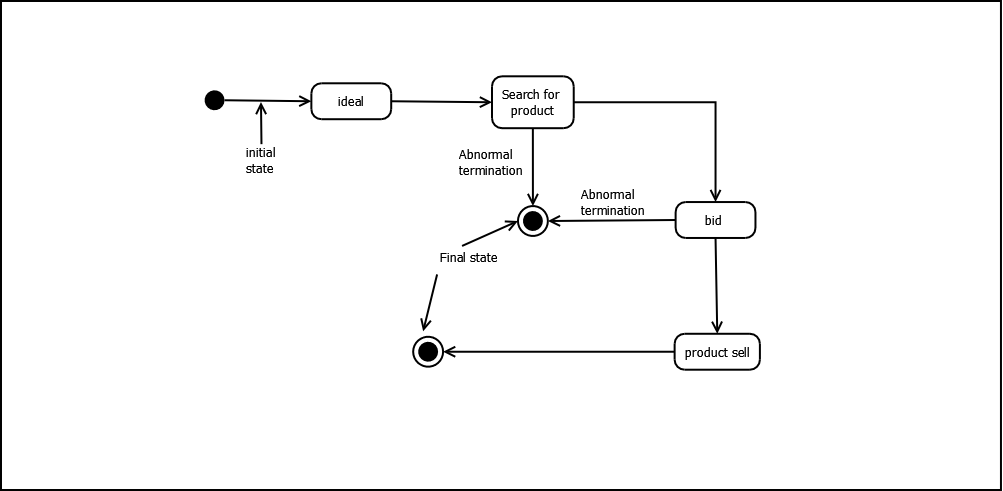 ideal
Search for
product
initial
state
Abnormal
termination
Abnormal
termination
bid
Final state
product sell